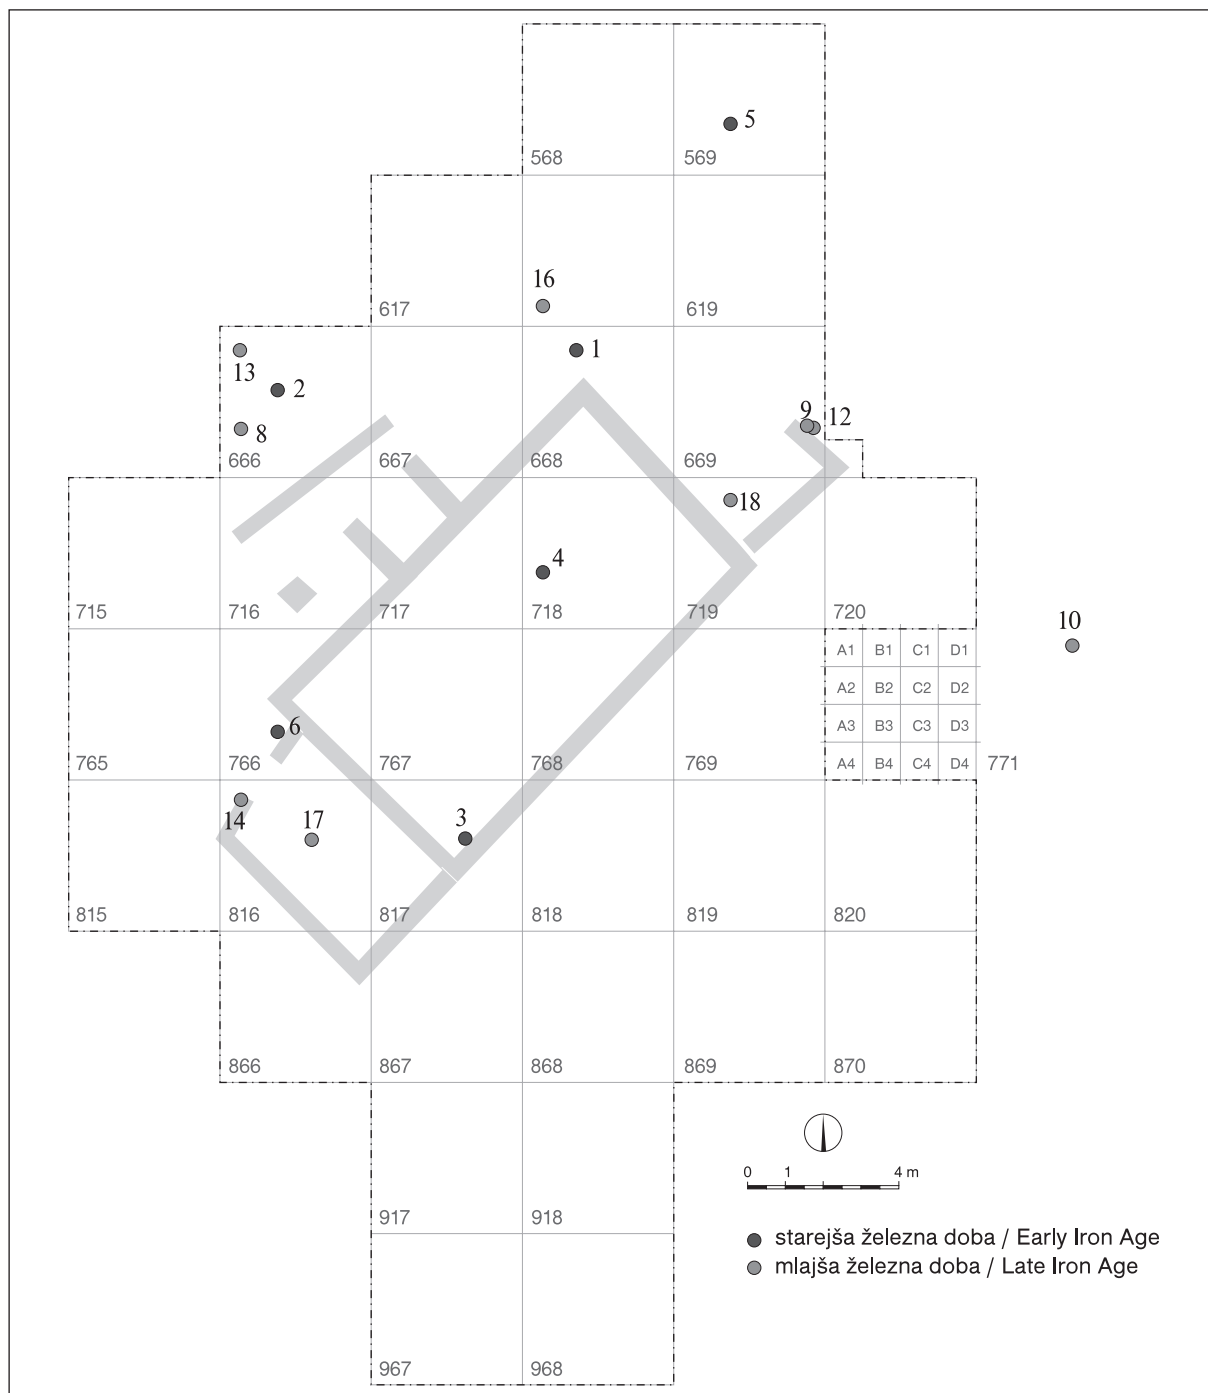 5
568 569
16
617 619
1
13
2
9 12
8
666 667 668 669
18
4
715 716 717 718 719 720
10
A1 B1 C1 D1
A2 B2 C2 D2
6
A3 B3 C3 D3
765 766 767 768 769 A4 B4 C4 D4 771
14 17 3
815 816 817 818 819 820
866 867 868 869 870
0 1 4 m
917 918
starejša železna doba / Early Iron Age
mlajša železna doba / Late Iron Age
967 968